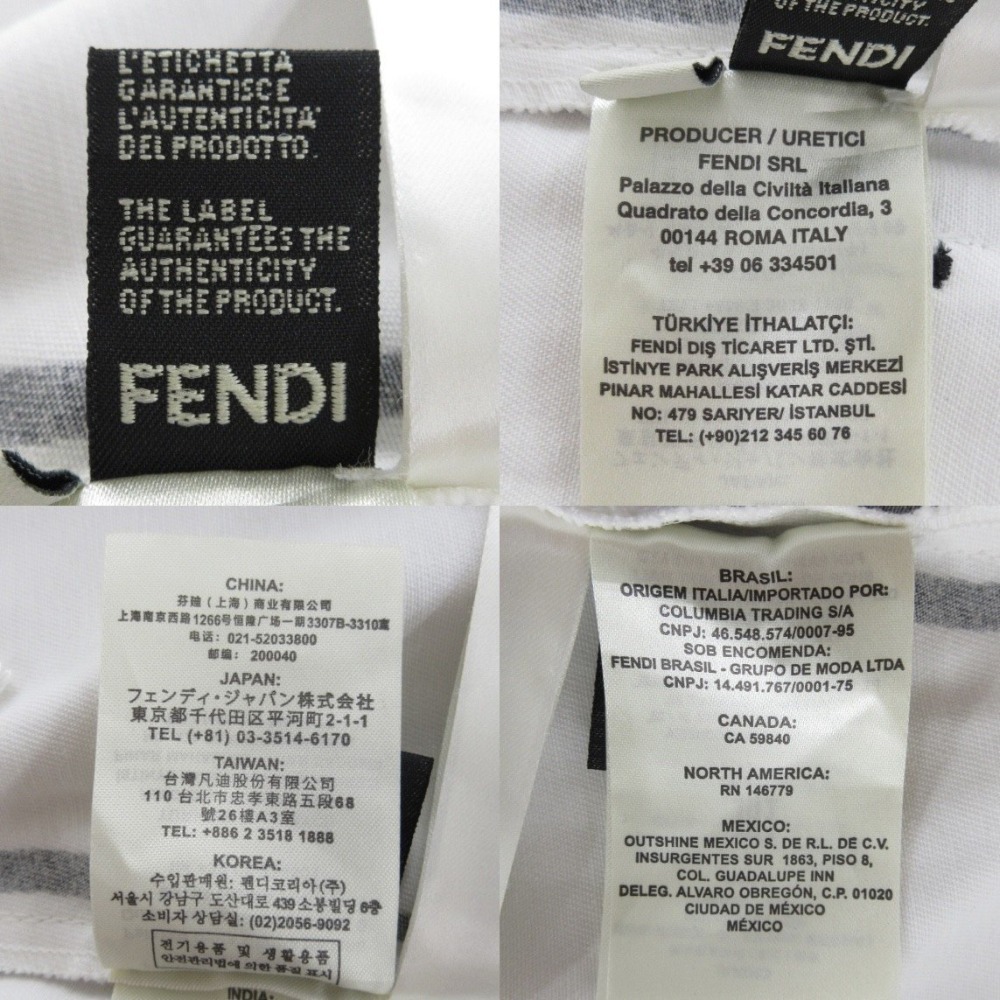 L'ETICHETTA
GARANTISCE
L'AUTENTICITA'
DEL PRODOTTO.
THE LABEL
GUARANTEES THE
AUTHENTICITY
OF THE PRODUCT.
FENDI
OF THE PRODUCT.
FENDI
PRODUCER / URETICI
FENDI SRL
Palazzo della Civiltà Italiana
Quadrato della Concordia, 3
00144 ROMA ITALY
tel +39 06 334501
TÜRKİYE İTHALATÇI:
FENDİ DIŞ TİCARET LTD. ŞTİ.
İSTİNYE PARK ALIŞVERİŞ MERKEZİ
PINAR MAHALLESİ KATAR CADDESİ
NO: 479 SARIYER/ İSTANBUL
TEL: (+90)212 345 60 76
CHINA:
芬迪（上海）商业有限公司
上海南京西路1266号恒隆广场一期3307B-3310室
电话: 021-52033800
邮编: 200040
JAPAN:
フェンディ・ジャパン株式会社
東京都千代田区平河町2-1-1
TEL (+81) 03-3514-6170
TAIWAN:
台灣凡迪股份有限公司
110 台北市忠孝東路五段68
號26樓A3室
TEL: +886 2 3518 1888
KOREA:
수입판매원: 펜디코리아(주)
서울시 강남구 도산대로 439 소봉빌딩 6층
소비자 상담실: (02)2056-9092
전기용품 및 생활용품
안전관리법에 의한 품질 표시
INDIA:
BRASIL:
ORIGEM ITALIA/IMPORTADO POR:
COLUMBIA TRADING S/A
CNPJ: 46.548.574/0007-95
SOB ENCOMENDA:
FENDI BRASIL - GRUPO DE MODA LTDA
CNPJ: 14.491.767/0001-75
CANADA:
CA 59840
NORTH AMERICA:
RN 146779
MEXICO:
OUTSHINE MEXICO S. DE R.L. DE C.V.
INSURGENTES SUR 1863, PISO 8,
COL. GUADALUPE INN
DELEG. ALVARO OBREGÓN, C.P. 01020
CIUDAD DE MÉXICO
MÉXICO